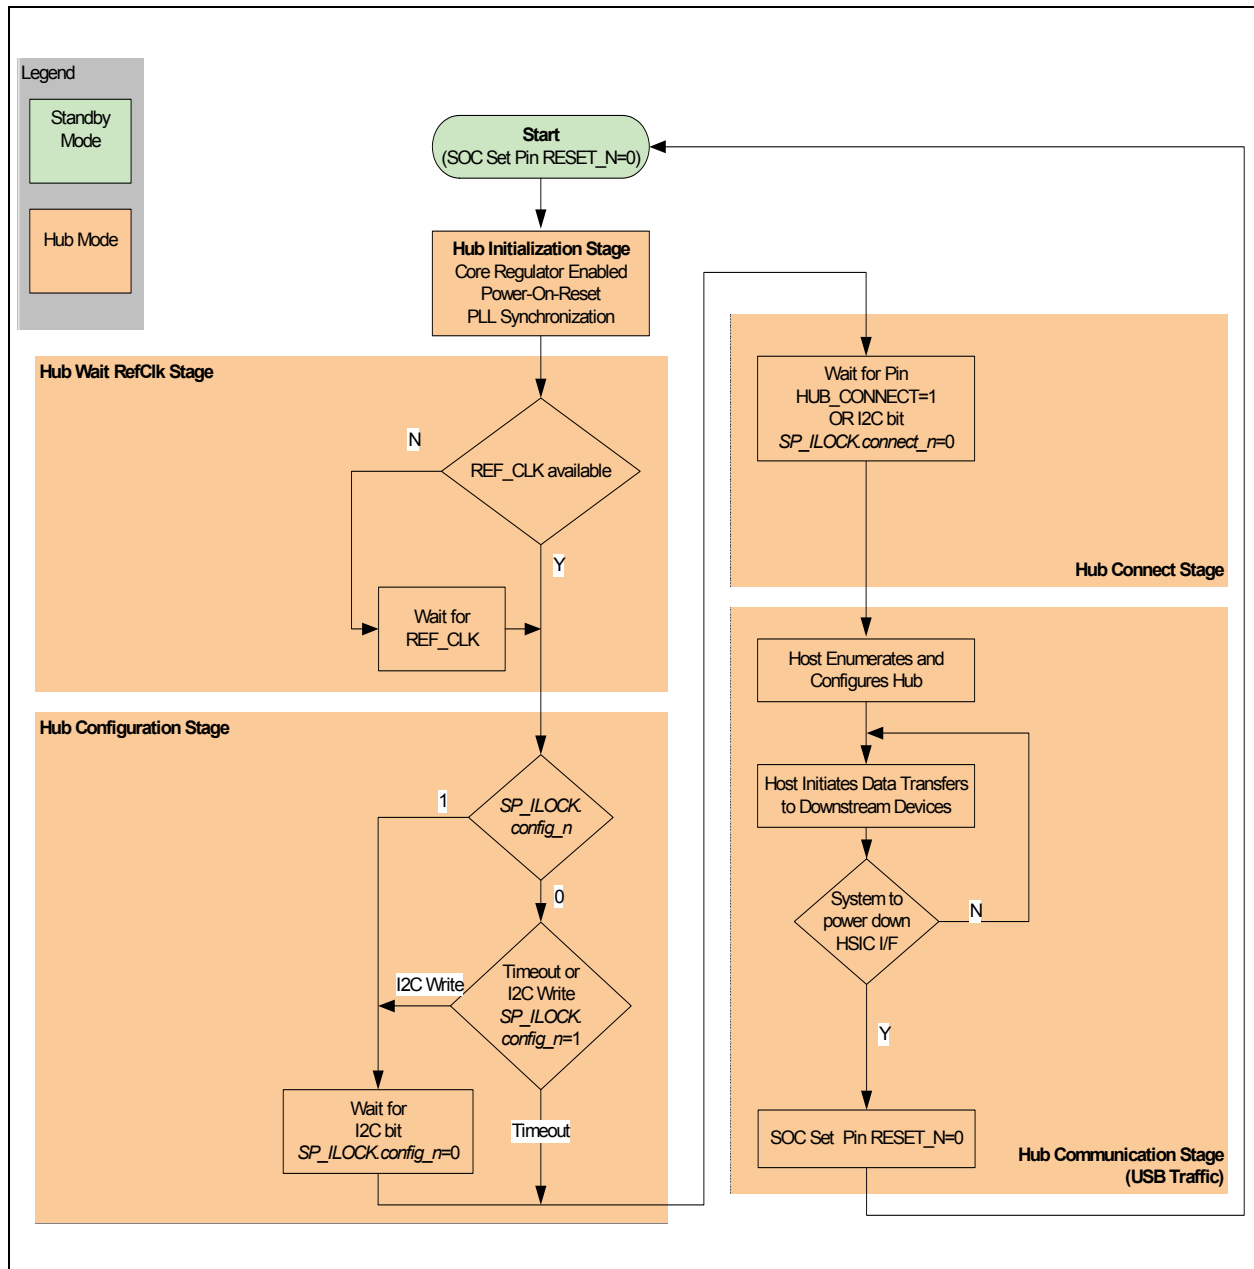 Legend
Standby
Mode
Hub Mode
Start
(SOC Set Pin RESET_N=0)
Hub Initialization Stage
Core Regulator Enabled
Power-On-Reset
PLL Synchronization
Hub Wait RefClk Stage
N
REF_CLK available
Y
Wait for
REF_CLK
Hub Configuration Stage
1
SP_ILOCK.
config_n
0
I2C Write
Timeout or
I2C Write
SP_ILOCK.
config_n=1
Wait for
I2C bit
SP_ILOCK.config_n=0
Timeout
Wait for Pin
HUB_CONNECT=1
OR I2C bit
SP_ILOCK.connect_n=0
Hub Connect Stage
Host Enumerates and
Configures Hub
Host Initiates Data Transfers
to Downstream Devices
System to
power down
HSIC I/F
N
Y
SOC Set Pin RESET_N=0
Hub Communication Stage
(USB Traffic)